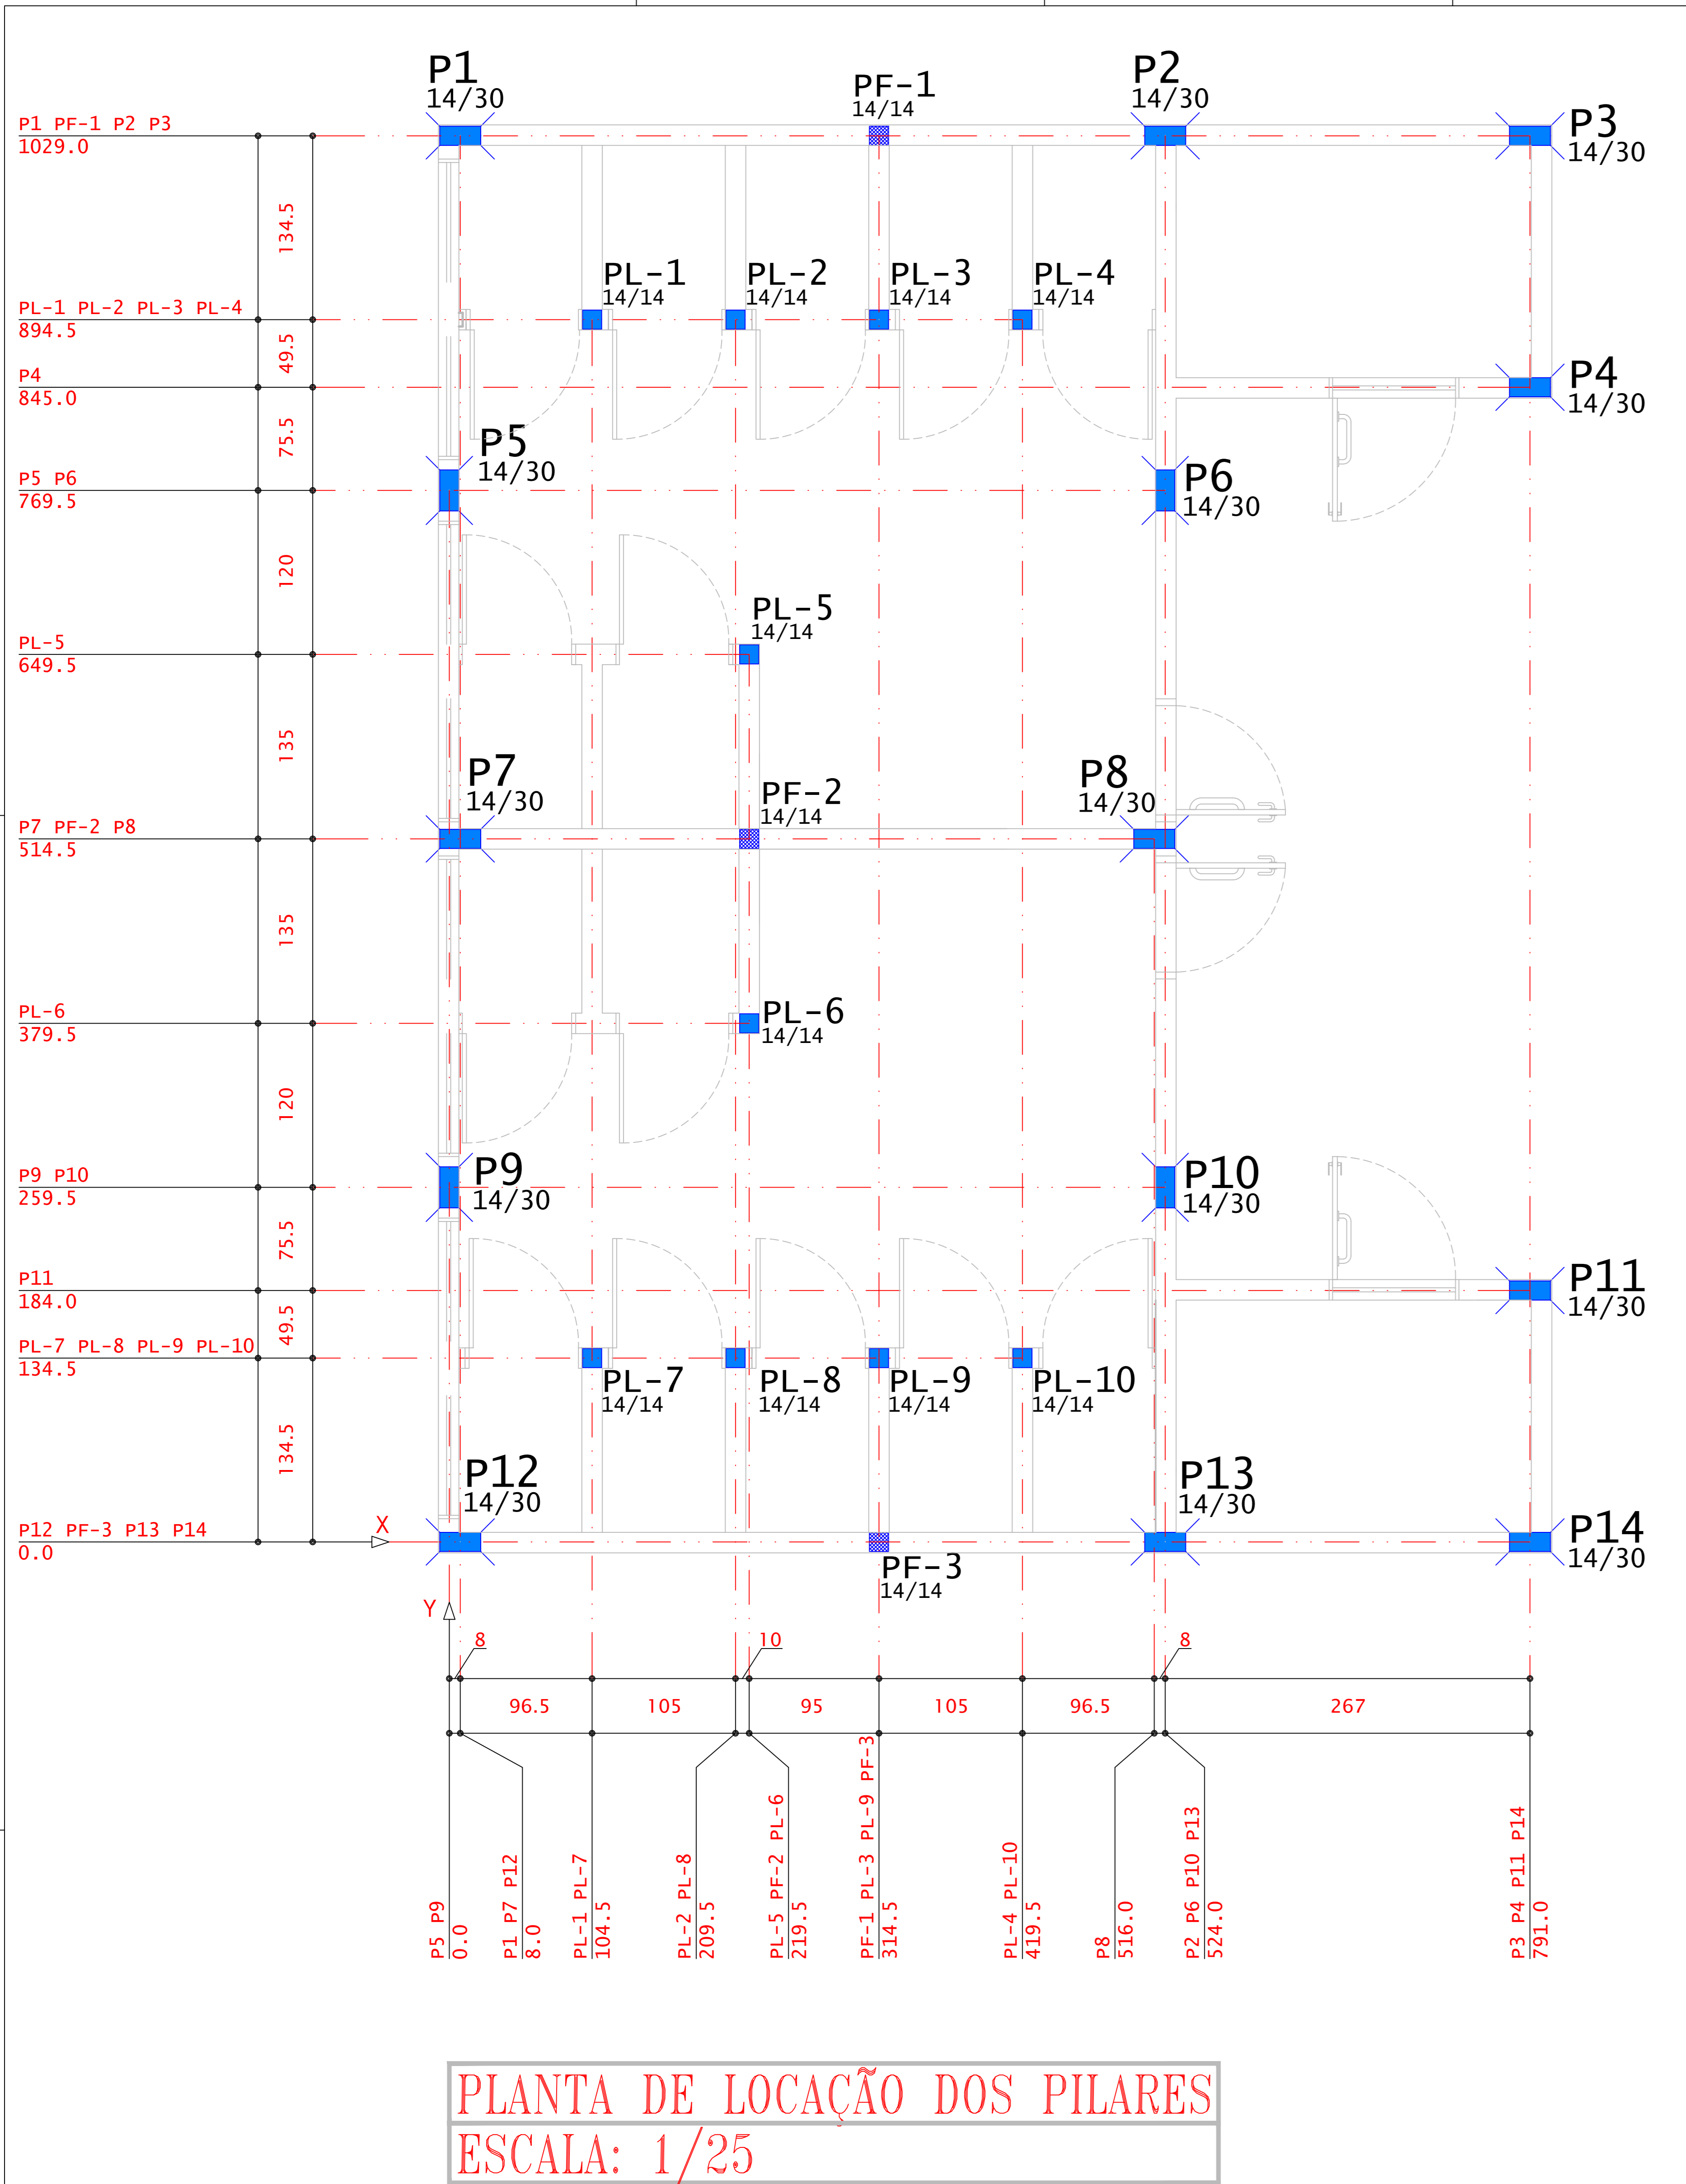 P1
14/30
PF-1
14/14
P2
14/30
P3
14/30
P1 PF-1 P2 P3
1029.0
134.5
PL-1
14/14
PL-2
14/14
PL-3
14/14
PL-4
14/14
PL-1 PL-2 PL-3 PL-4
894.5
49.5
P4
845.0
P4
14/30
75.5
P5
14/30
P6
14/30
P5 P6
769.5
120
PL-5
14/14
PL-5
649.5
135
P7
14/30
PF-2
14/14
P8
14/30
P7 PF-2 P8
514.5
135
PL-6
379.5
PL-6
14/14
120
P9 P10
259.5
P9
14/30
P10
14/30
75.5
P11
184.0
P11
14/30
49.5
PL-7 PL-8 PL-9 PL-10
134.5
PL-7
14/14
PL-8
14/14
PL-9
14/14
PL-10
14/14
134.5
P12
14/30
P13
14/30
P12 PF-3 P13 P14
0.0
X
PF-3
14/14
P14
14/30
Y
8
10
8
96.5
105
95
105
96.5
267
P5 P9
0.0
P1 P7 P12
8.0
PL-1 PL-7
104.5
PL-2 PL-8
209.5
PL-5 PF-2 PL-6
219.5
PF-1 PL-3 PL-9 PF-3
314.5
PL-4 PL-10
419.5
P8
516.0
P2 P6 P10 P13
524.0
P3 P4 P11 P14
791.0
PLANTA DE LOCAÇÃO DOS PILARES
ESCALA: 1/25